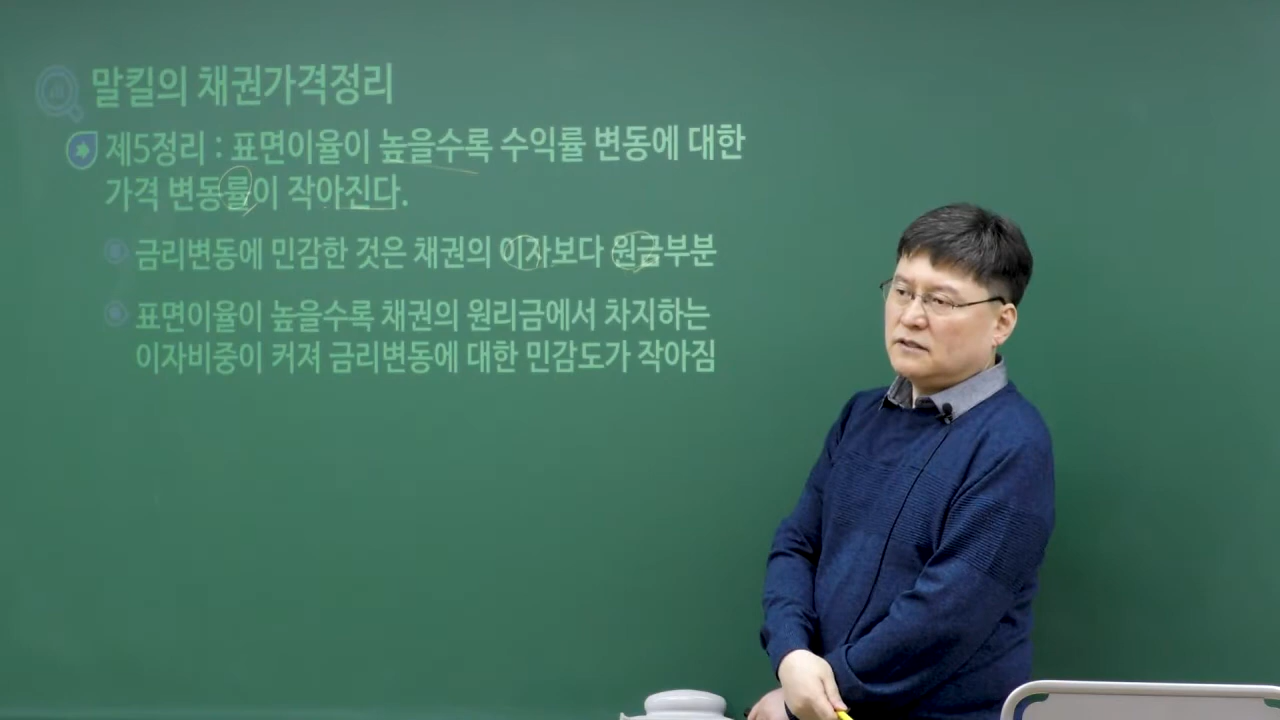 말킬의 채권가격정리
제5정리 : 표면이율이 높을수록 수익률 변동에 대한
가격 변동률이 작아진다.
금리변동에 민감한 것은 채권의 이자보다 원금부분
표면이율이 높을수록 채권의 원리금에서 차지하는
이자비중이 커져 금리변동에 대한 민감도가 작아짐